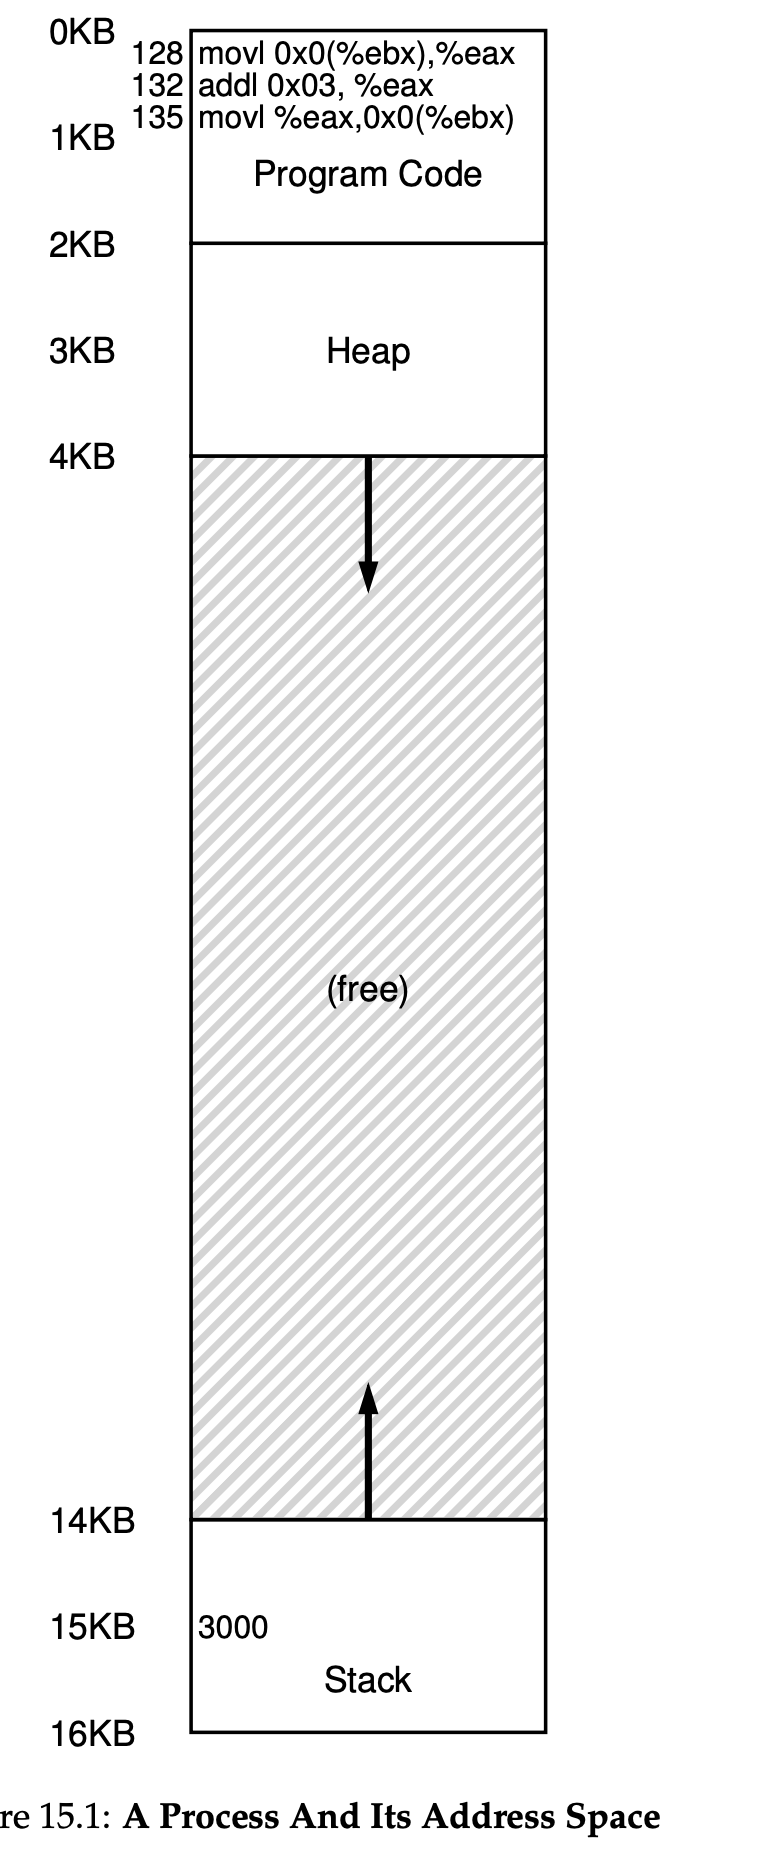 0KB
128 movl 0x0(%ebx),%eax
132 addl 0x03, %eax
135 movl %eax,0x0(%ebx)
1KB
Program Code
2KB
3KB Heap
4KB
(free)
14KB
15KB 3000
Stack
16KB
re 15.1: A Process And Its Address Space